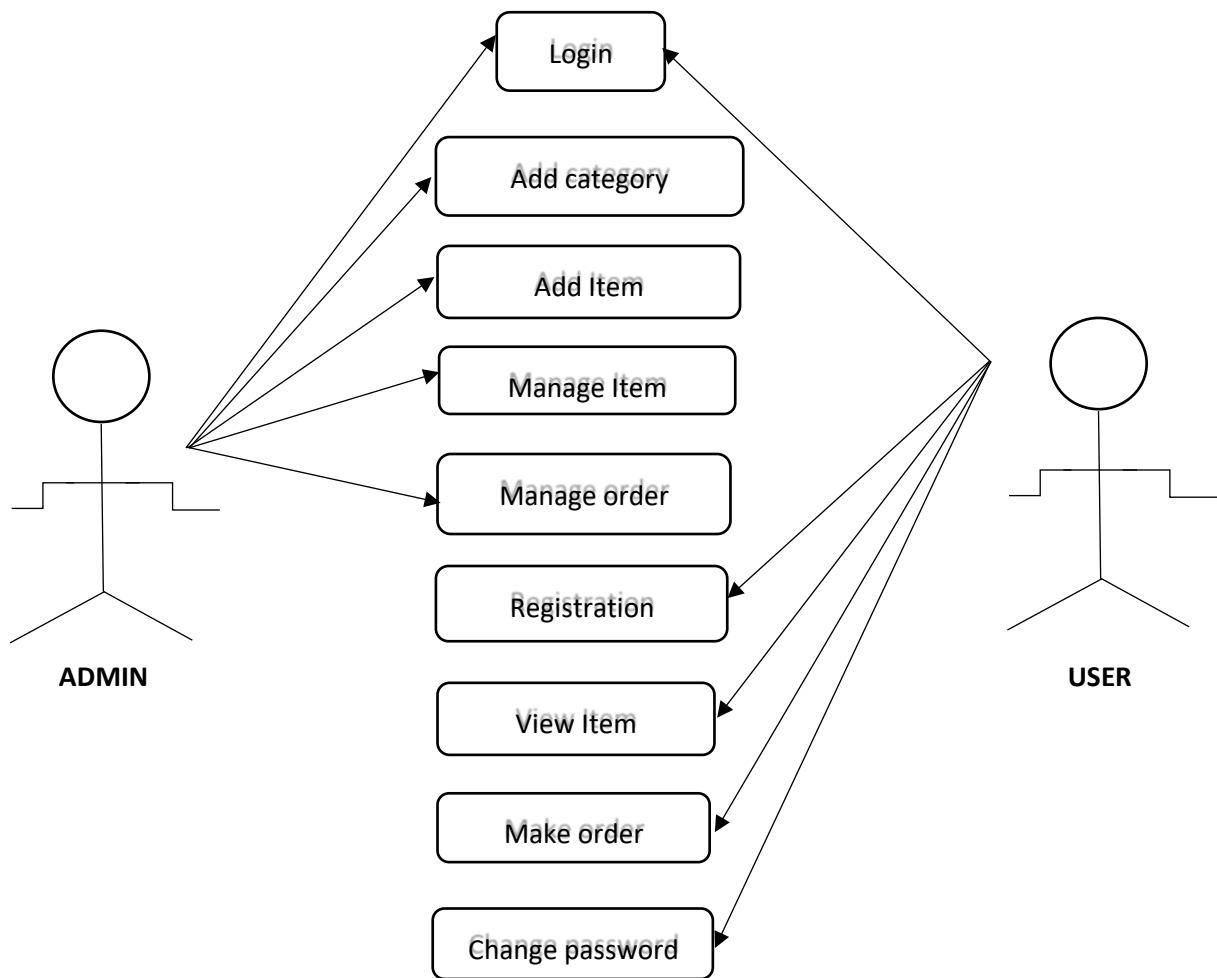 Login
Add category
Add Item
Manage Item
Manage order
Registration
ADMIN
USER
View Item
Make order
Change password